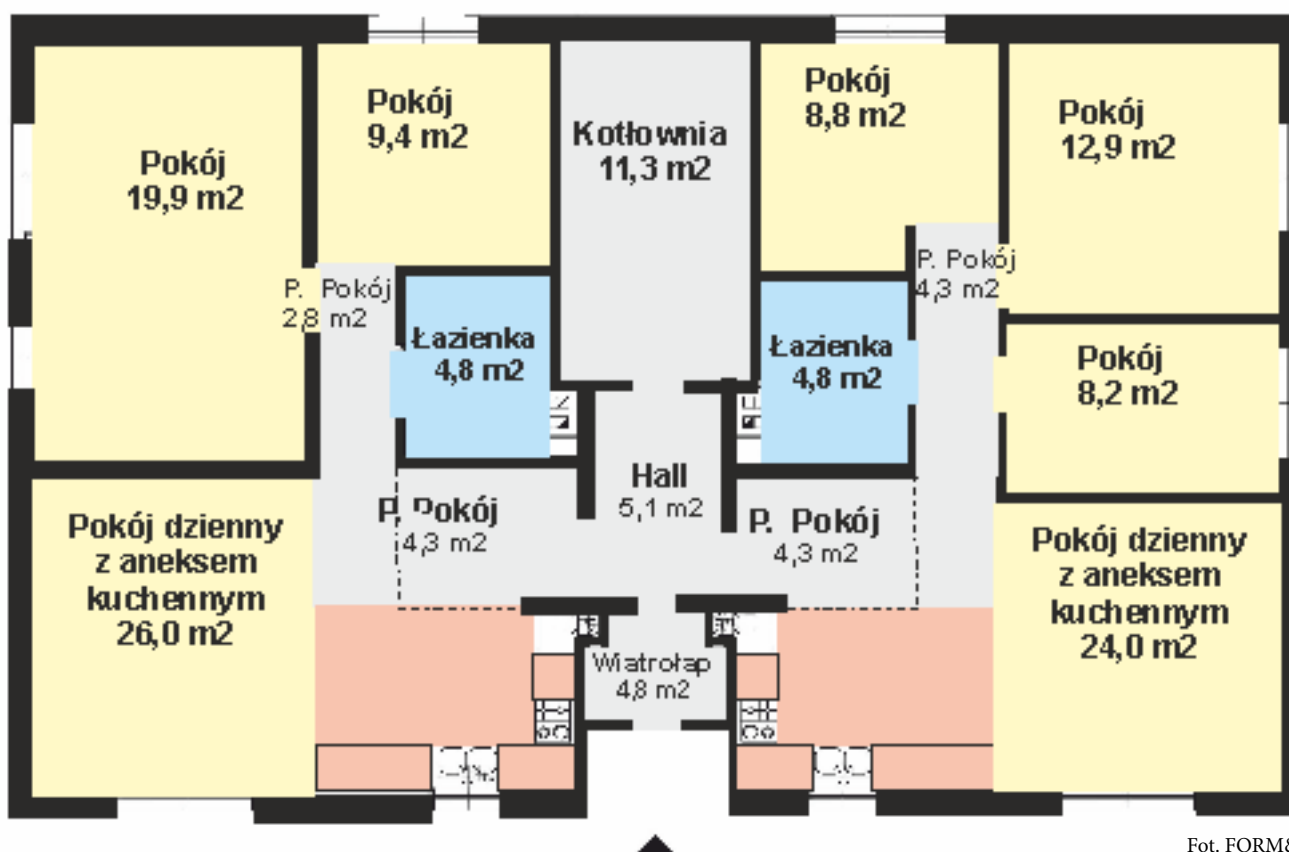 Pokój
19,9 m2
Pokój
9,4 m2
Kotłownia
11,3 m2
Pokój
8,8 m2
Pokój
12,9 m2
P. Pokój
2,8 m2
Łazienka
4,8 m2
Łazienka
4,8 m2
P. Pokój
4,3 m2
Pokój
8,2 m2
Pokój dzienny
z aneksem
kuchennym
26,0 m2
P. Pokój
4,3 m2
Hall
5,1 m2
P. Pokój
4,3 m2
Pokój dzienny
z aneksem
kuchennym
24,0 m2
Wiatrołap
4,8 m2
Fot. FORM&